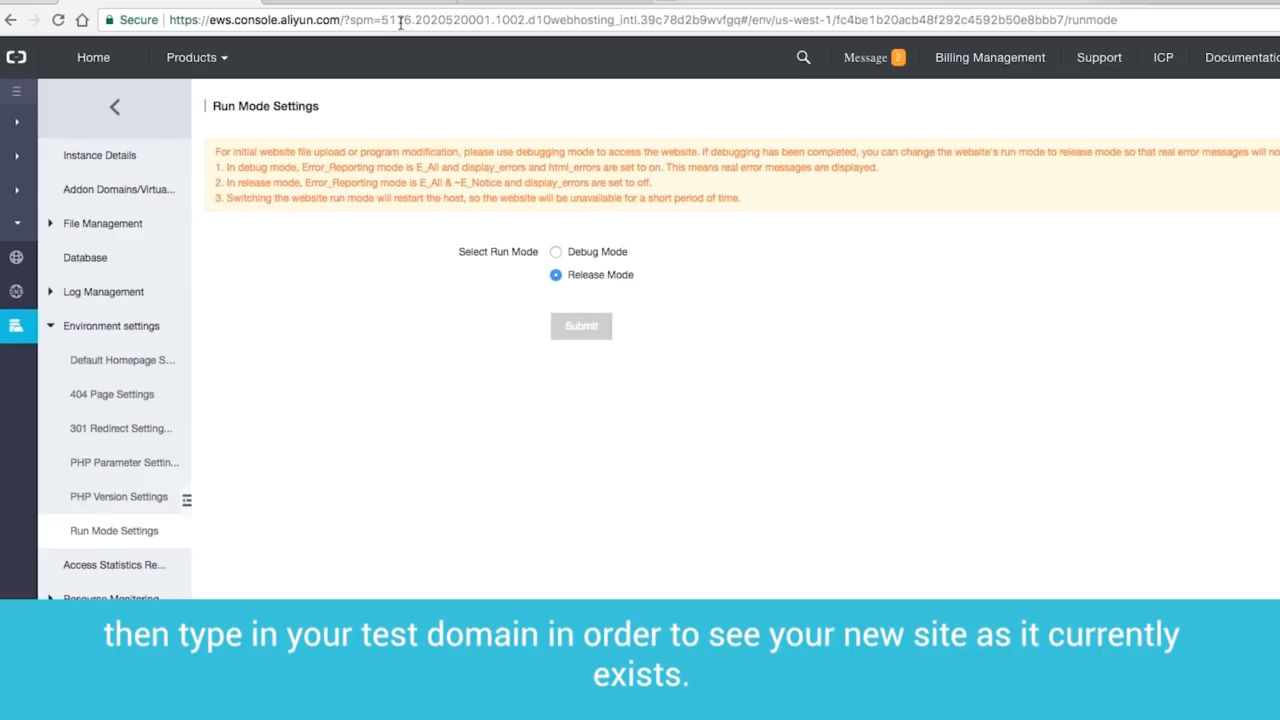 Secure https://ews.console.aliyun.com/?spm=5176.2020520001.1002.d10webhosting_intl.39c78d2b9wvfgq#/env/us-west-1/fc4be1b20acb48f292c4592b50e8bbb7/runmode
Home Products Message 2 Billing Management Support ICP Documentatio
Run Mode Settings
For initial website file upload or program modification, please use debugging mode to access the website. If debugging has been completed, you can change the website's run mode to release mode so that real error messages will no
1. In debug mode, Error_Reporting mode is E_All and display_errors and html_errors are set to on. This means real error messages are displayed.
2. In release mode, Error_Reporting mode is E_All & ~E_Notice and display_errors are set to off.
3. Switching the website run mode will restart the host, so the website will be unavailable for a short period of time.
Instance Details
Addon Domains/Virtua...
File Management
Database
Log Management
Environment settings
Default Homepage S...
404 Page Settings
301 Redirect Setting...
PHP Parameter Settin...
PHP Version Settings
Run Mode Settings
Access Statistics Re...
Resource Monitoring
Select Run Mode Debug Mode
Release Mode
Submit
then type in your test domain in order to see your new site as it currently
exists.